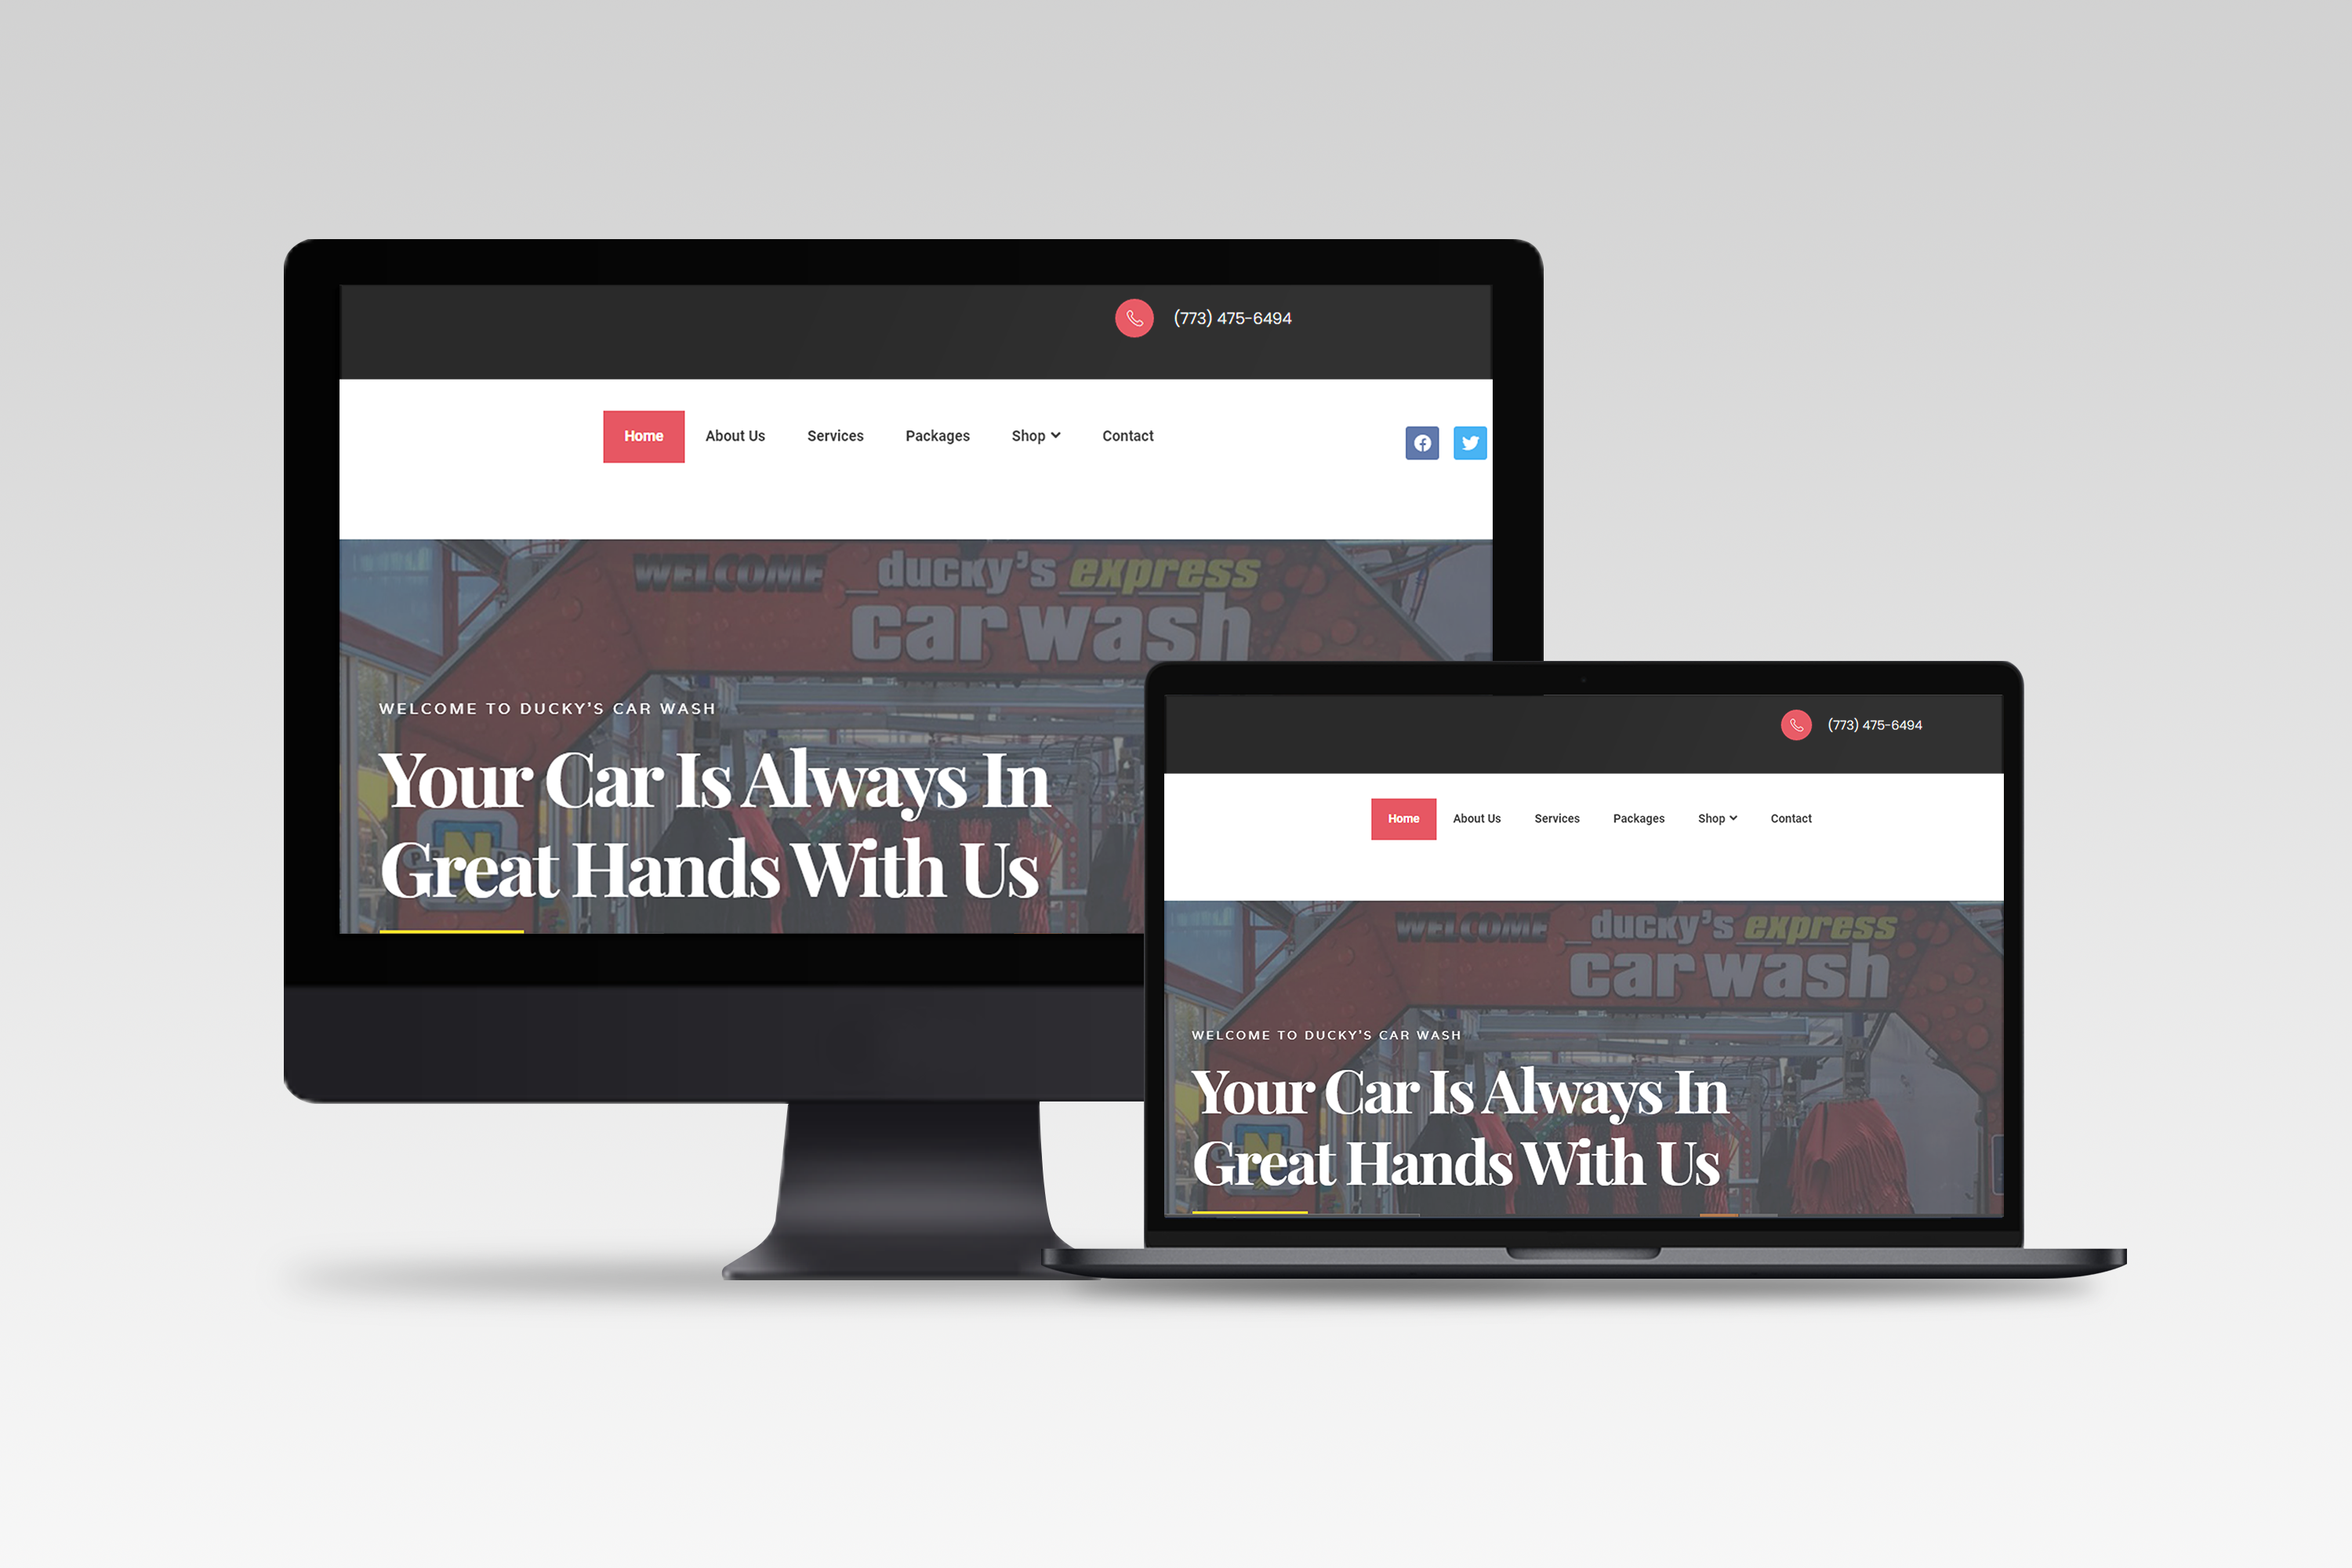 (773) 475-6494
Home About Us Services Packages Shop Contact
WELCOME ducky's express
car wash
WELCOME TO DUCKY'S CAR WASH
Your Car Is Always In
Great Hands With Us
N
(773) 475-6494
Home About Us Services Packages Shop Contact
WELCOME ducky's express
car wash
WELCOME TO DUCKY'S CAR WASH
Your Car Is Always In
Great Hands With Us
N